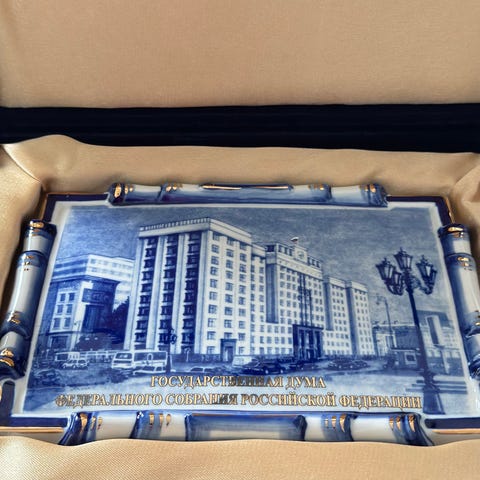 ГОСУДАРСТВЕННАЯ ДУМА
ФЕДЕРАЛЬНОГО СОБРАНИЯ РОССИЙСКОЙ ФЕДЕРАЦИИ